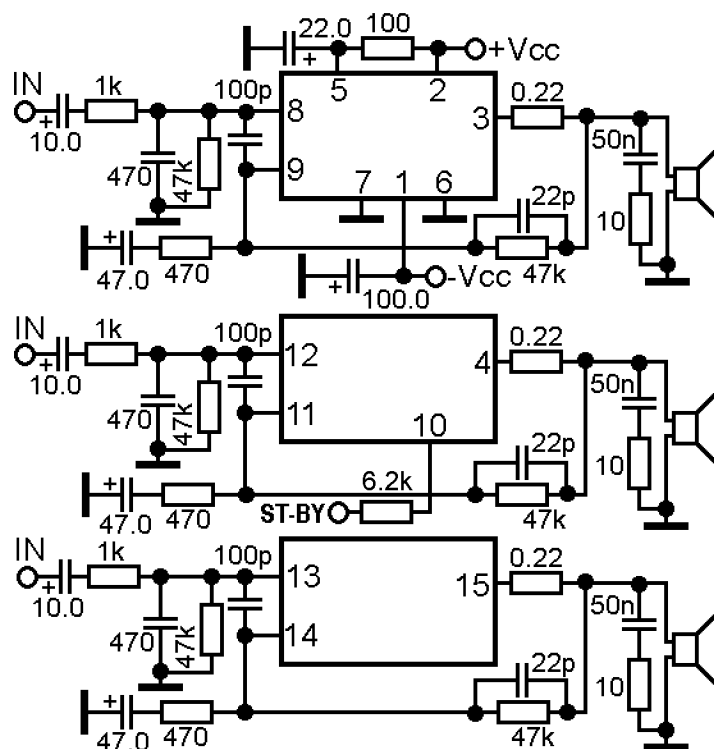 22.0 100 +Vcc
+
IN 1k 100p 5 2 0.22
8 3
+
10.0 50n
470 47k 9 7 1 6 22p
10
+
47.0 470 47k
+
100.0 -Vcc
IN 1k 100p 0.22
12 4
+
10.0 50n
470 47k 11 10 22p
6.2k 10
+
47.0 470 ST-BY 47k
IN 1k 100p 0.22
13 15
+
10.0 50n
470 47k 14 22p
10
+
47.0 470 47k